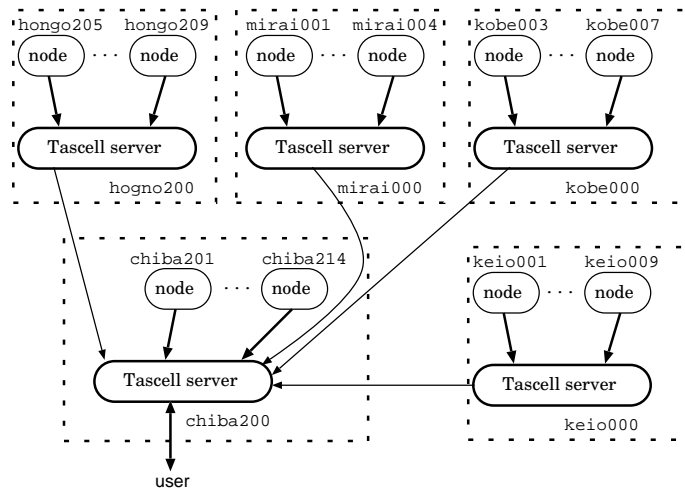 hongo205 hongo209
node ··· node
Tascell server
hogno200
mirai001 mirai004
node ··· node
Tascell server
mirai000
kobe003 kobe007
node ··· node
Tascell server
kobe000
chiba201 chiba214
node ··· node
Tascell server
chiba200
keio001 keio009
node ··· node
Tascell server
keio000
user